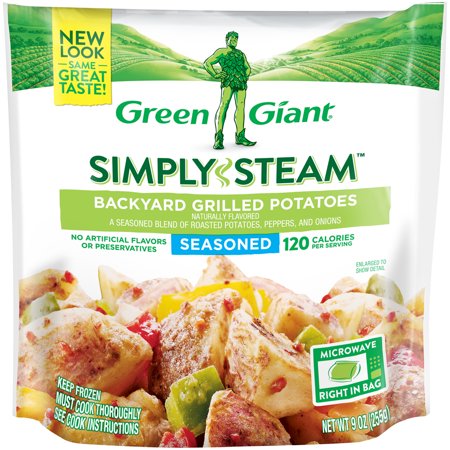 NEW
LOOK
SAME
GREAT
TASTE!
Green Giant®
SIMPLY STEAM™
BACKYARD GRILLED POTATOES
NATURALLY FLAVORED
A SEASONED BLEND OF ROASTED POTATOES, PEPPERS, AND ONIONS
NO ARTIFICIAL FLAVORS
OR PRESERVATIVES
SEASONED
120 CALORIES
PER SERVING
ENLARGED TO
SHOW DETAIL
MICROWAVE
RIGHT IN BAG
KEEP FROZEN
MUST COOK THOROUGHLY
SEE COOK INSTRUCTIONS
NET WT 9 OZ (255g)